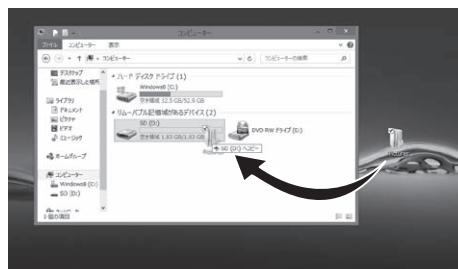 コンピューター
ファイル コンピューター 表示
コンピューター
コンピューターの検索
デスクトップ
最近表示した場所
ライブラリ
ドキュメント
ピクチャ
ビデオ
ミュージック
ホームグループ
コンピューター
Windows8 (C:)
SD (D:)
1 個の項目
ハード ディスク ドライブ (1)
Windows8 (C:)
空き領域 32.5 GB/52.9 GB
リムーバブル記憶域があるデバイス (2)
SD (D:)
空き領域 1.83 GB/1.83 GB
DVD RW ドライブ (E:)
SD (D:) へコピー
Pictures